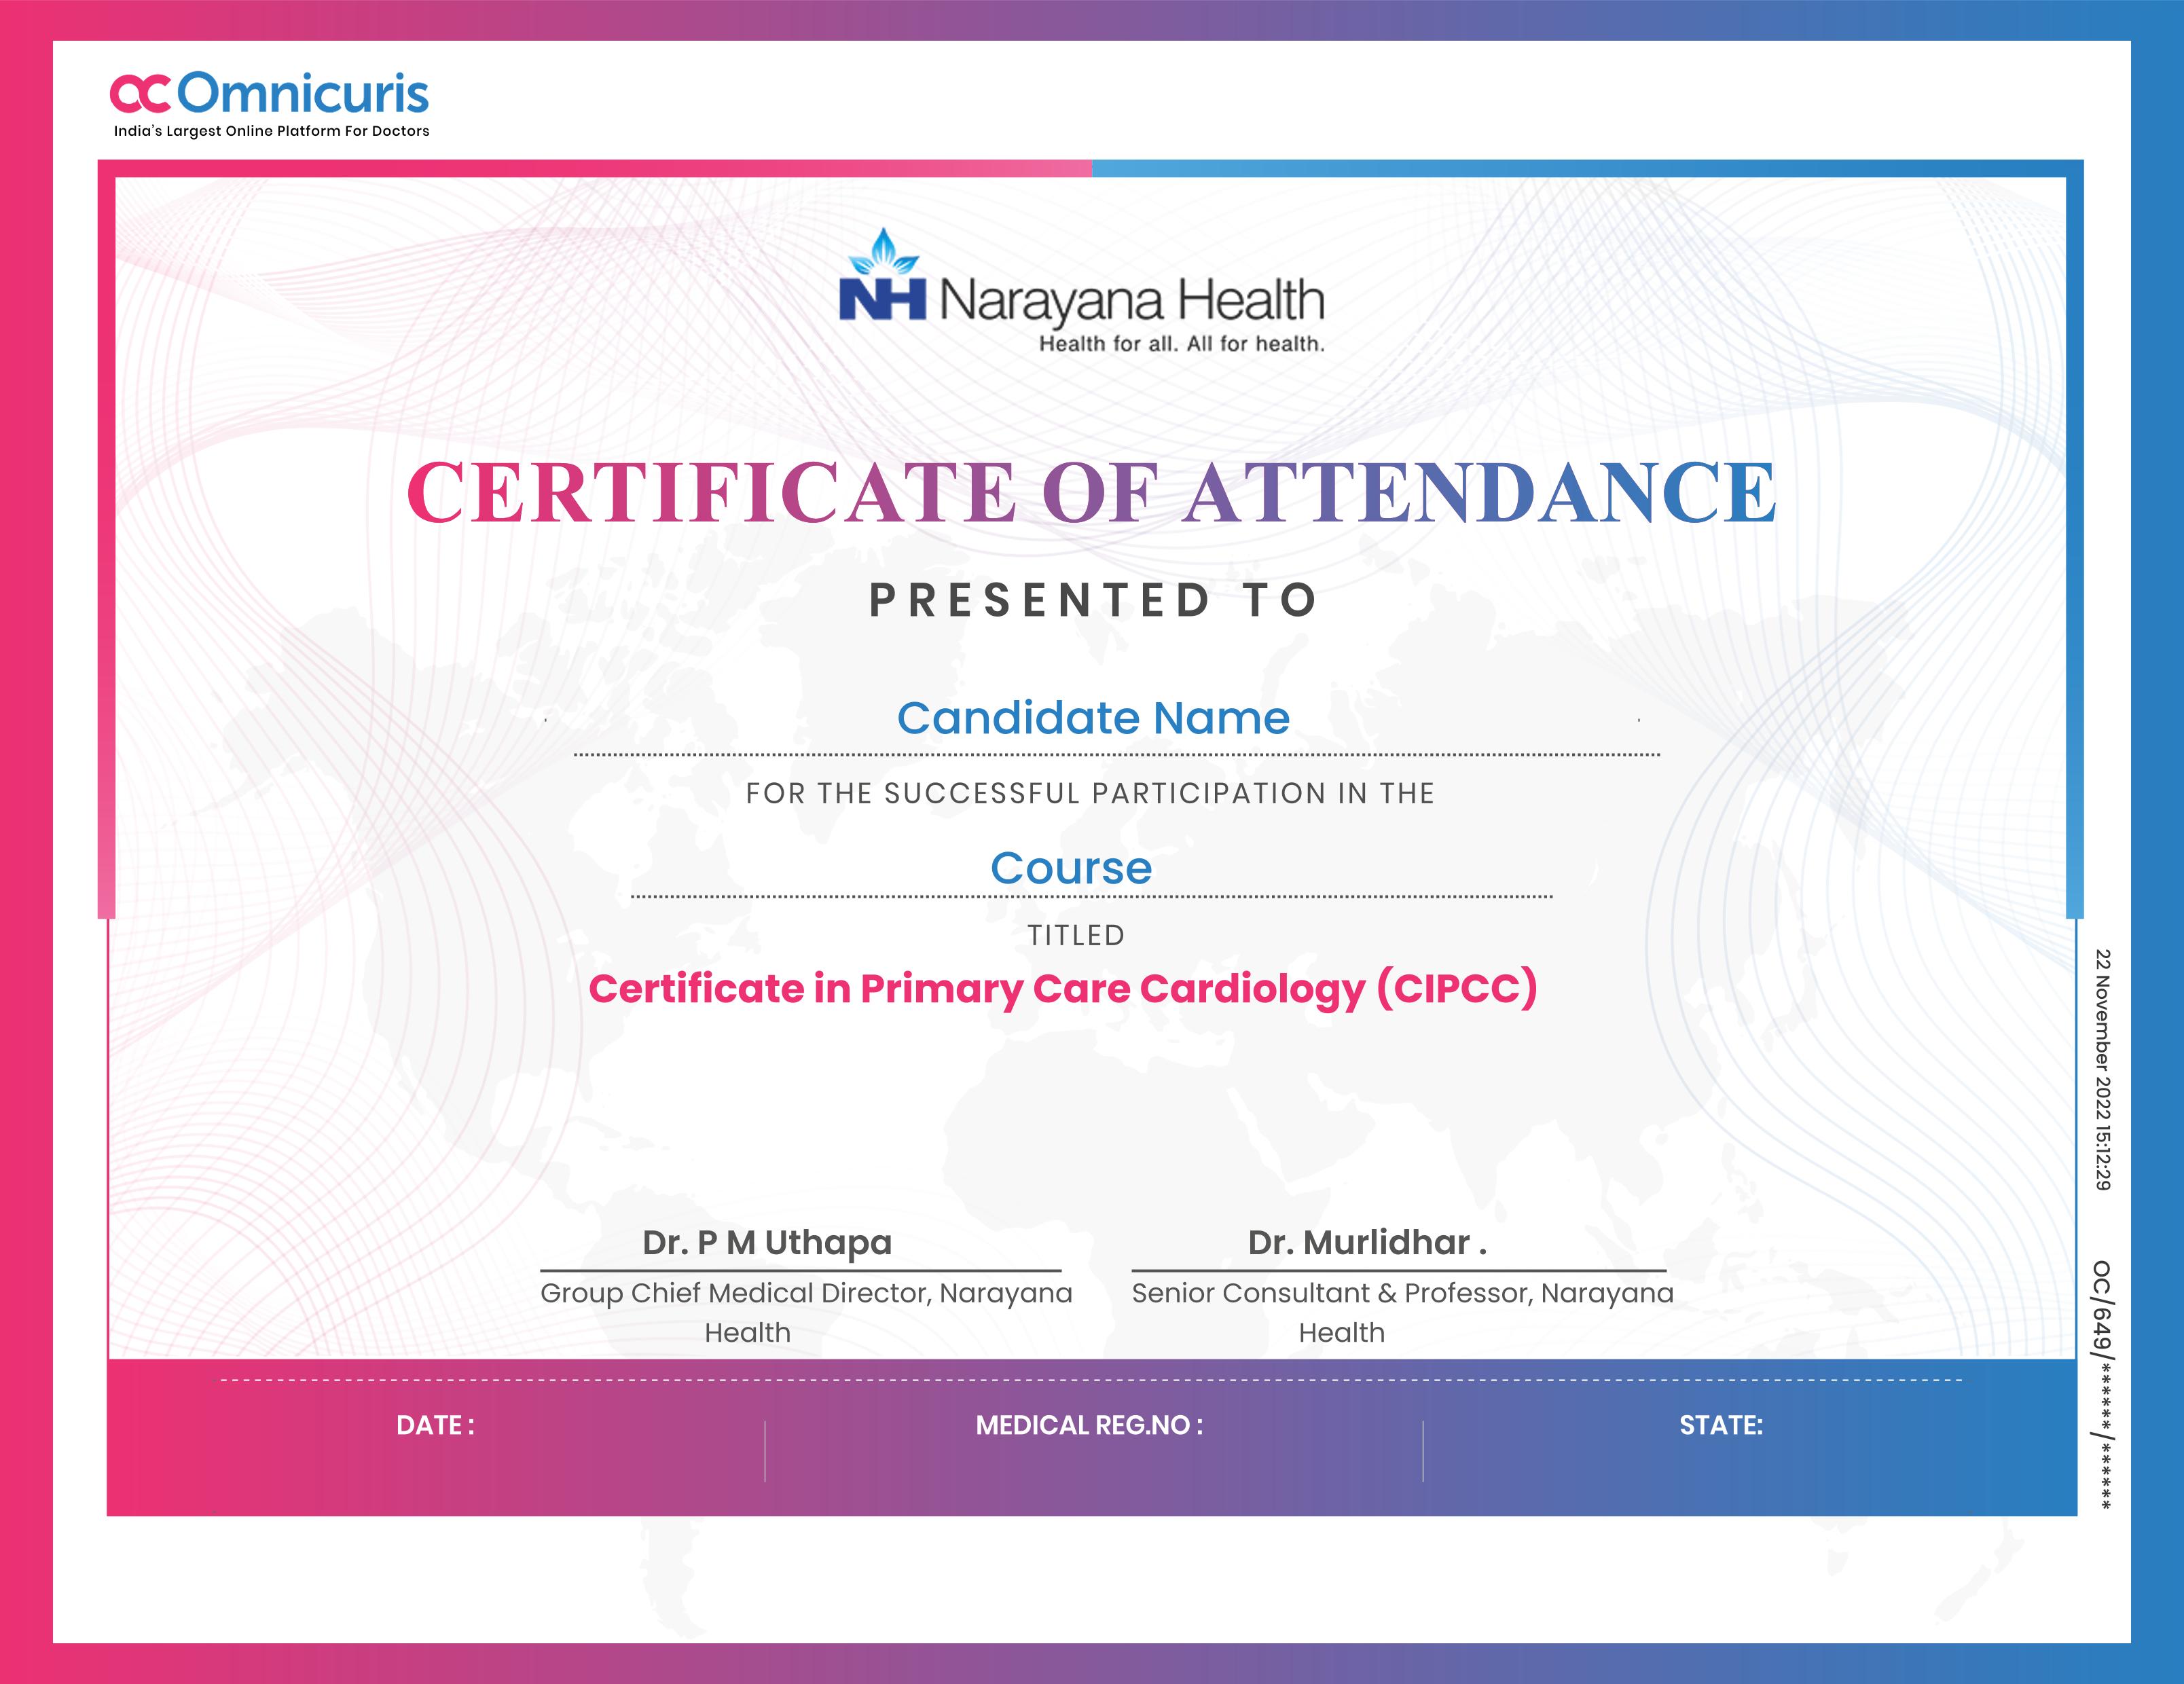 OC Omnicuris
India's Largest Online Platform For Doctors
NH Narayana Health
Health for all. All for health.
CERTIFICATE OF ATTENDANCE
PRESENTED TO
Candidate Name
FOR THE SUCCESSFUL PARTICIPATION IN THE
Course
TITLED
Certificate in Primary Care Cardiology (CIPCC)
Dr. P M Uthapa
Group Chief Medical Director, Narayana
Health
Dr. Murlidhar .
Senior Consultant & Professor, Narayana
Health
DATE :
MEDICAL REG.NO :
STATE:
22 November 2022 15:12:29
OC/649/******/******